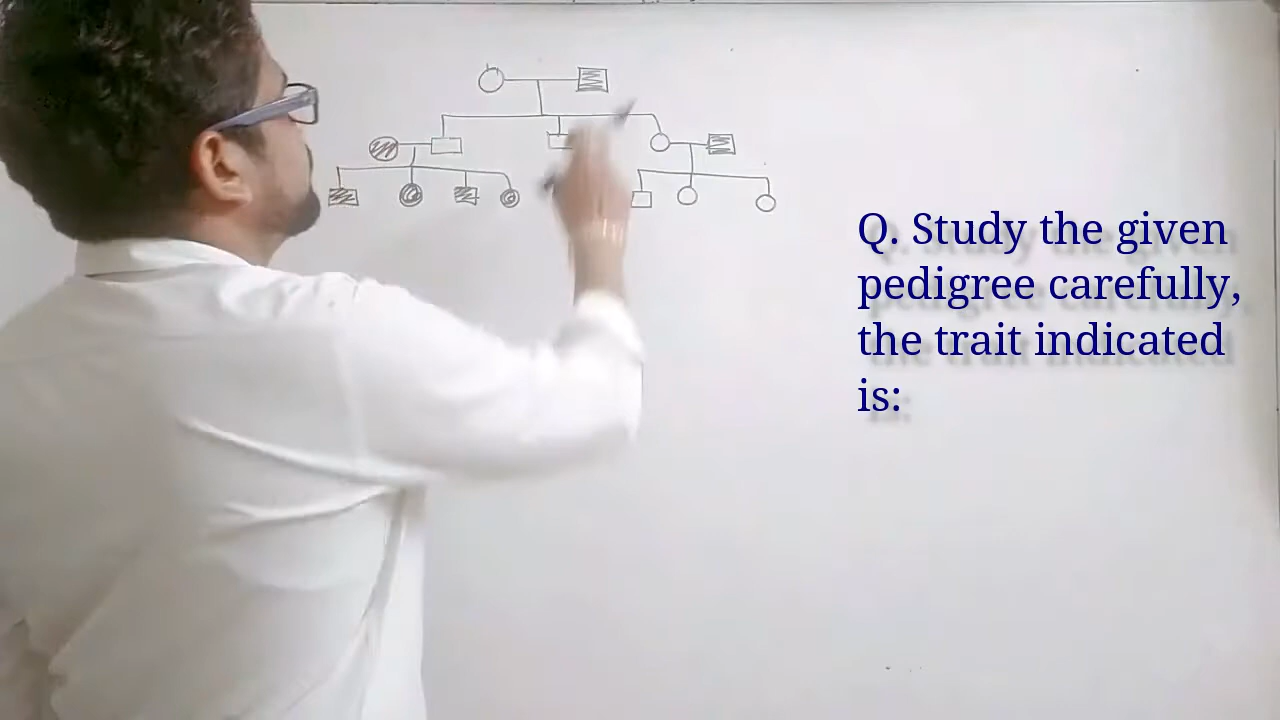 Q. Study the given
pedigree carefully,
the trait indicated
is: